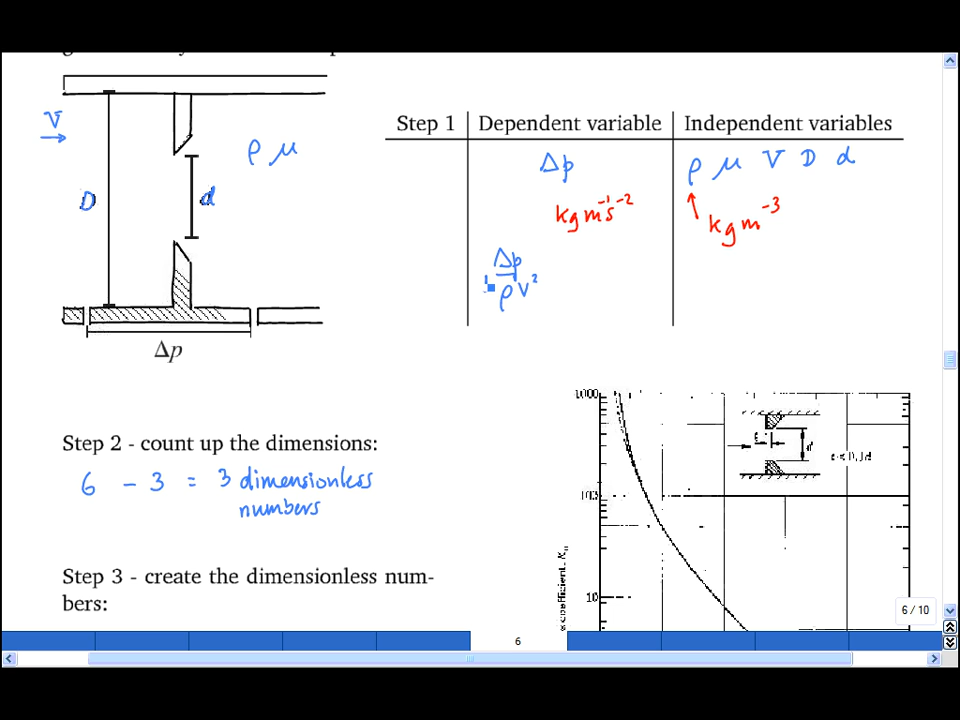 V
ρ μ
D
d
Δp
Step 1 Dependent variable Independent variables
Δp ρ μ V D d
kg m⁻¹ s⁻² kg m⁻³
Δp
ρV²
Step 2 - count up the dimensions:
6 - 3 = 3 dimensionless
numbers
Step 3 - create the dimensionless num-
bers:
1000
100
10
6 / 10
6